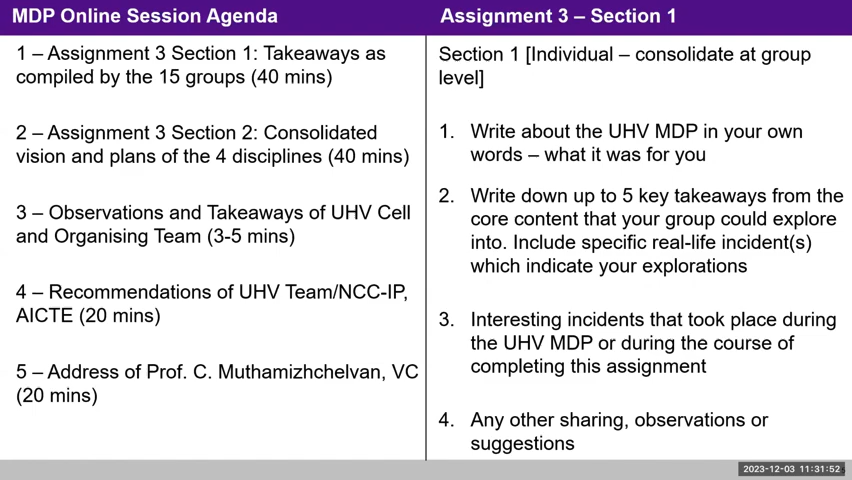 MDP Online Session Agenda
1 – Assignment 3 Section 1: Takeaways as
compiled by the 15 groups (40 mins)
2 – Assignment 3 Section 2: Consolidated
vision and plans of the 4 disciplines (40 mins)
3 – Observations and Takeaways of UHV Cell
and Organising Team (3-5 mins)
4 – Recommendations of UHV Team/NCC-IP,
AICTE (20 mins)
5 – Address of Prof. C. Muthamizhchelvan, VC
(20 mins)
Assignment 3 – Section 1
Section 1 [Individual – consolidate at group
level]
1. Write about the UHV MDP in your own
words – what it was for you
2. Write down up to 5 key takeaways from the
core content that your group could explore
into. Include specific real-life incident(s)
which indicate your explorations
3. Interesting incidents that took place during
the UHV MDP or during the course of
completing this assignment
4. Any other sharing, observations or
suggestions
2023-12-03 11:31:52